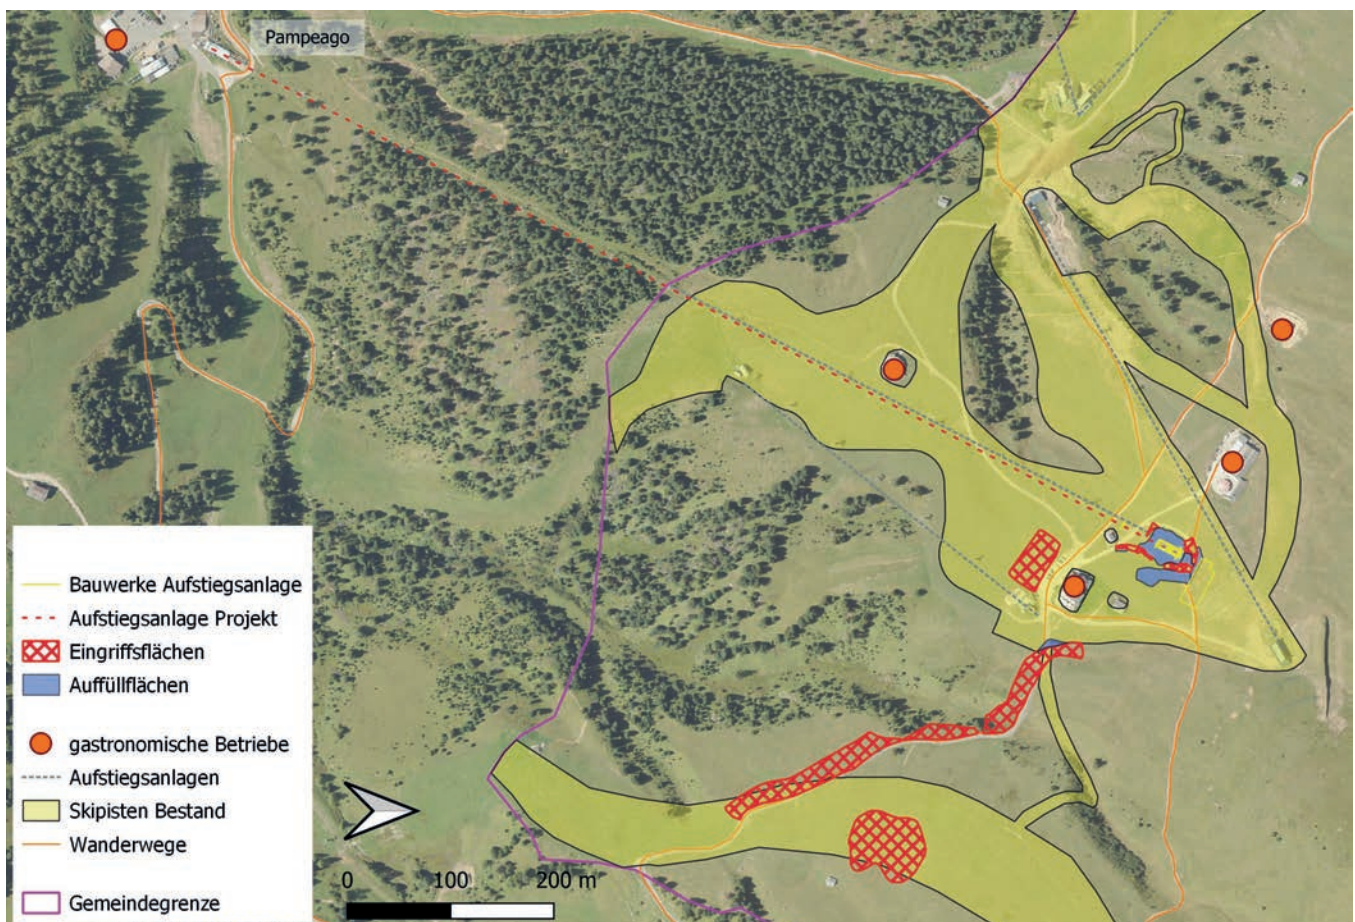 Pampeago
Bauwerke Aufstiegsanlage
Aufstiegsanlage Projekt
Eingriffsflächen
Auffüllflächen
gastronomische Betriebe
Aufstiegsanlagen
Skipisten Bestand
Wanderwege
Gemeindegrenze
0 100 200 m